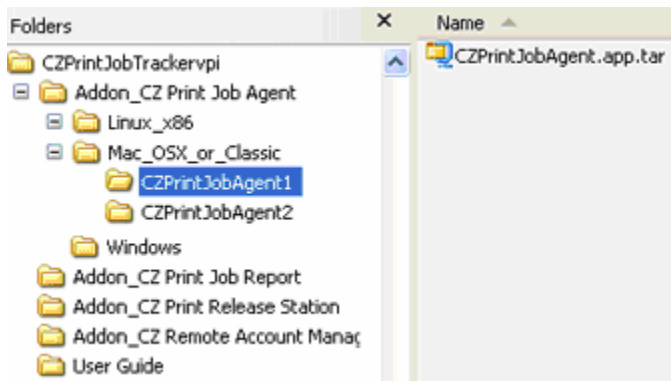 Folders
CZPrintJobTrackervpi
Addon_CZ Print Job Agent
Linux_x86
Mac_OSX_or_Classic
CZPrintJobAgent1
CZPrintJobAgent2
Windows
Addon_CZ Print Job Report
Addon_CZ Print Release Station
Addon_CZ Remote Account Manag
User Guide
Name
CZPrintJobAgent.app.tar